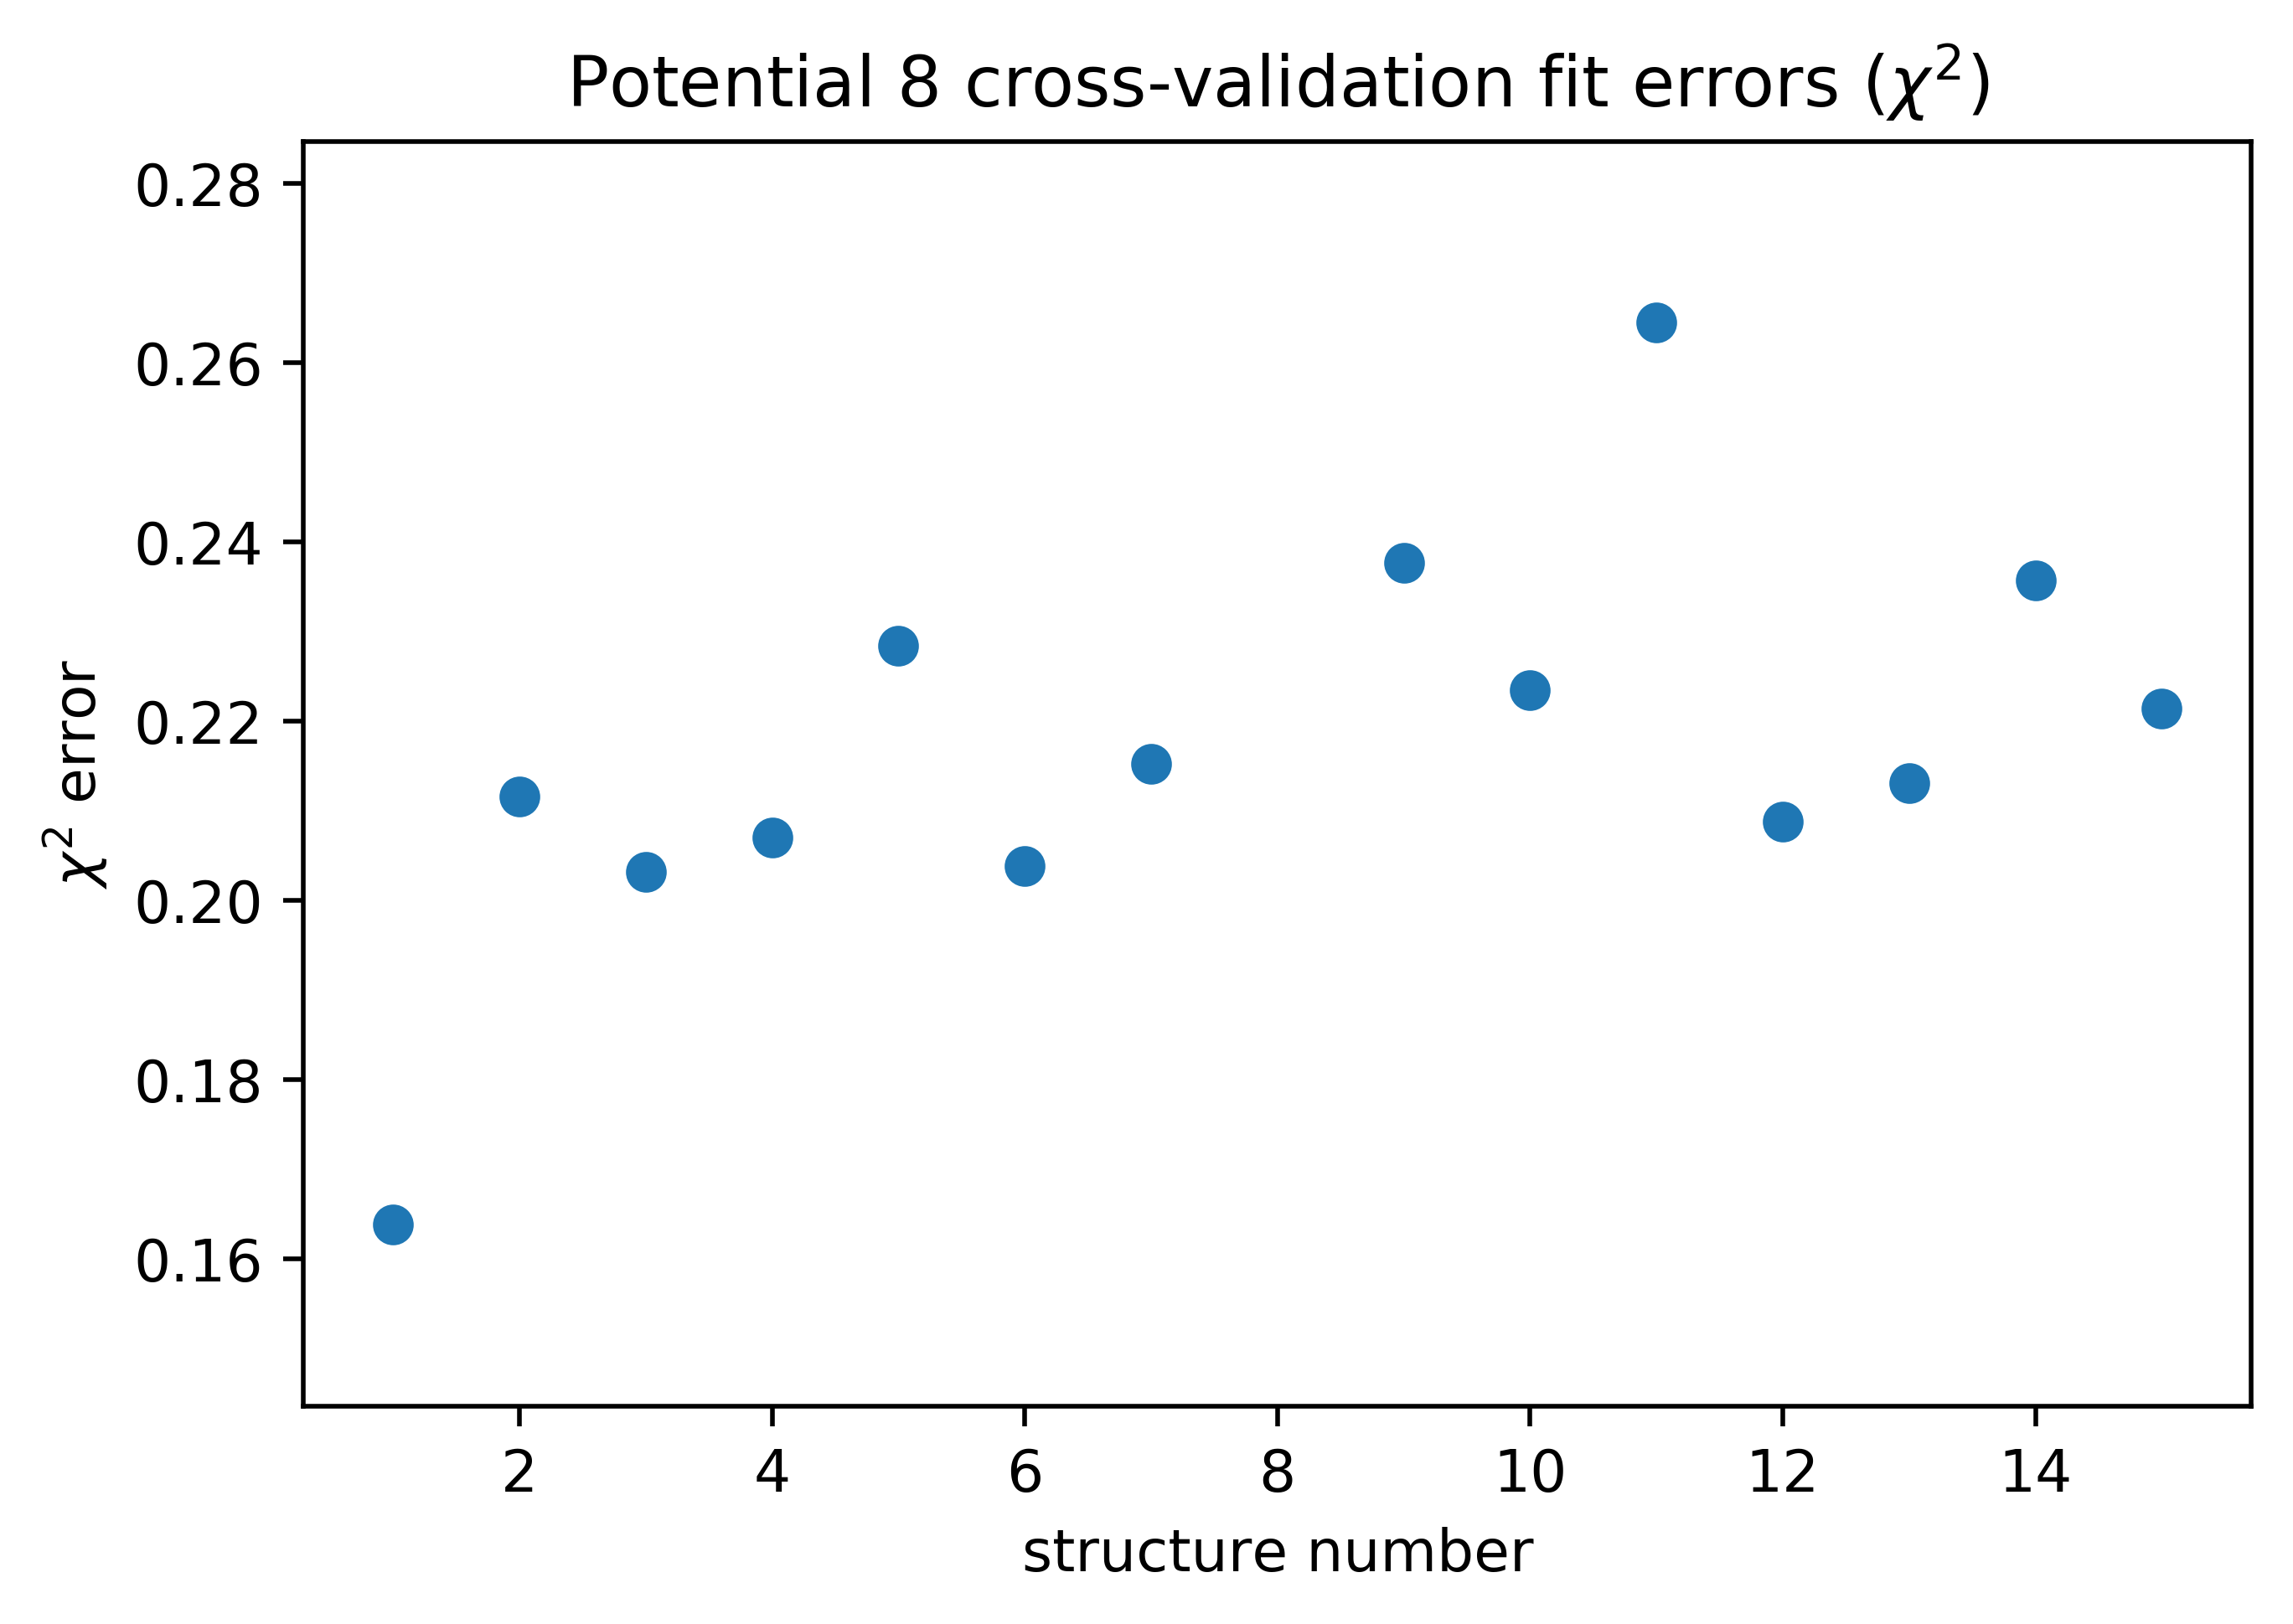 Potential 8 cross-validation fit errors (χ²)
0.28
0.26
0.24
0.22
0.20
0.18
0.16
χ² error
2 4 6 8 10 12 14
structure number